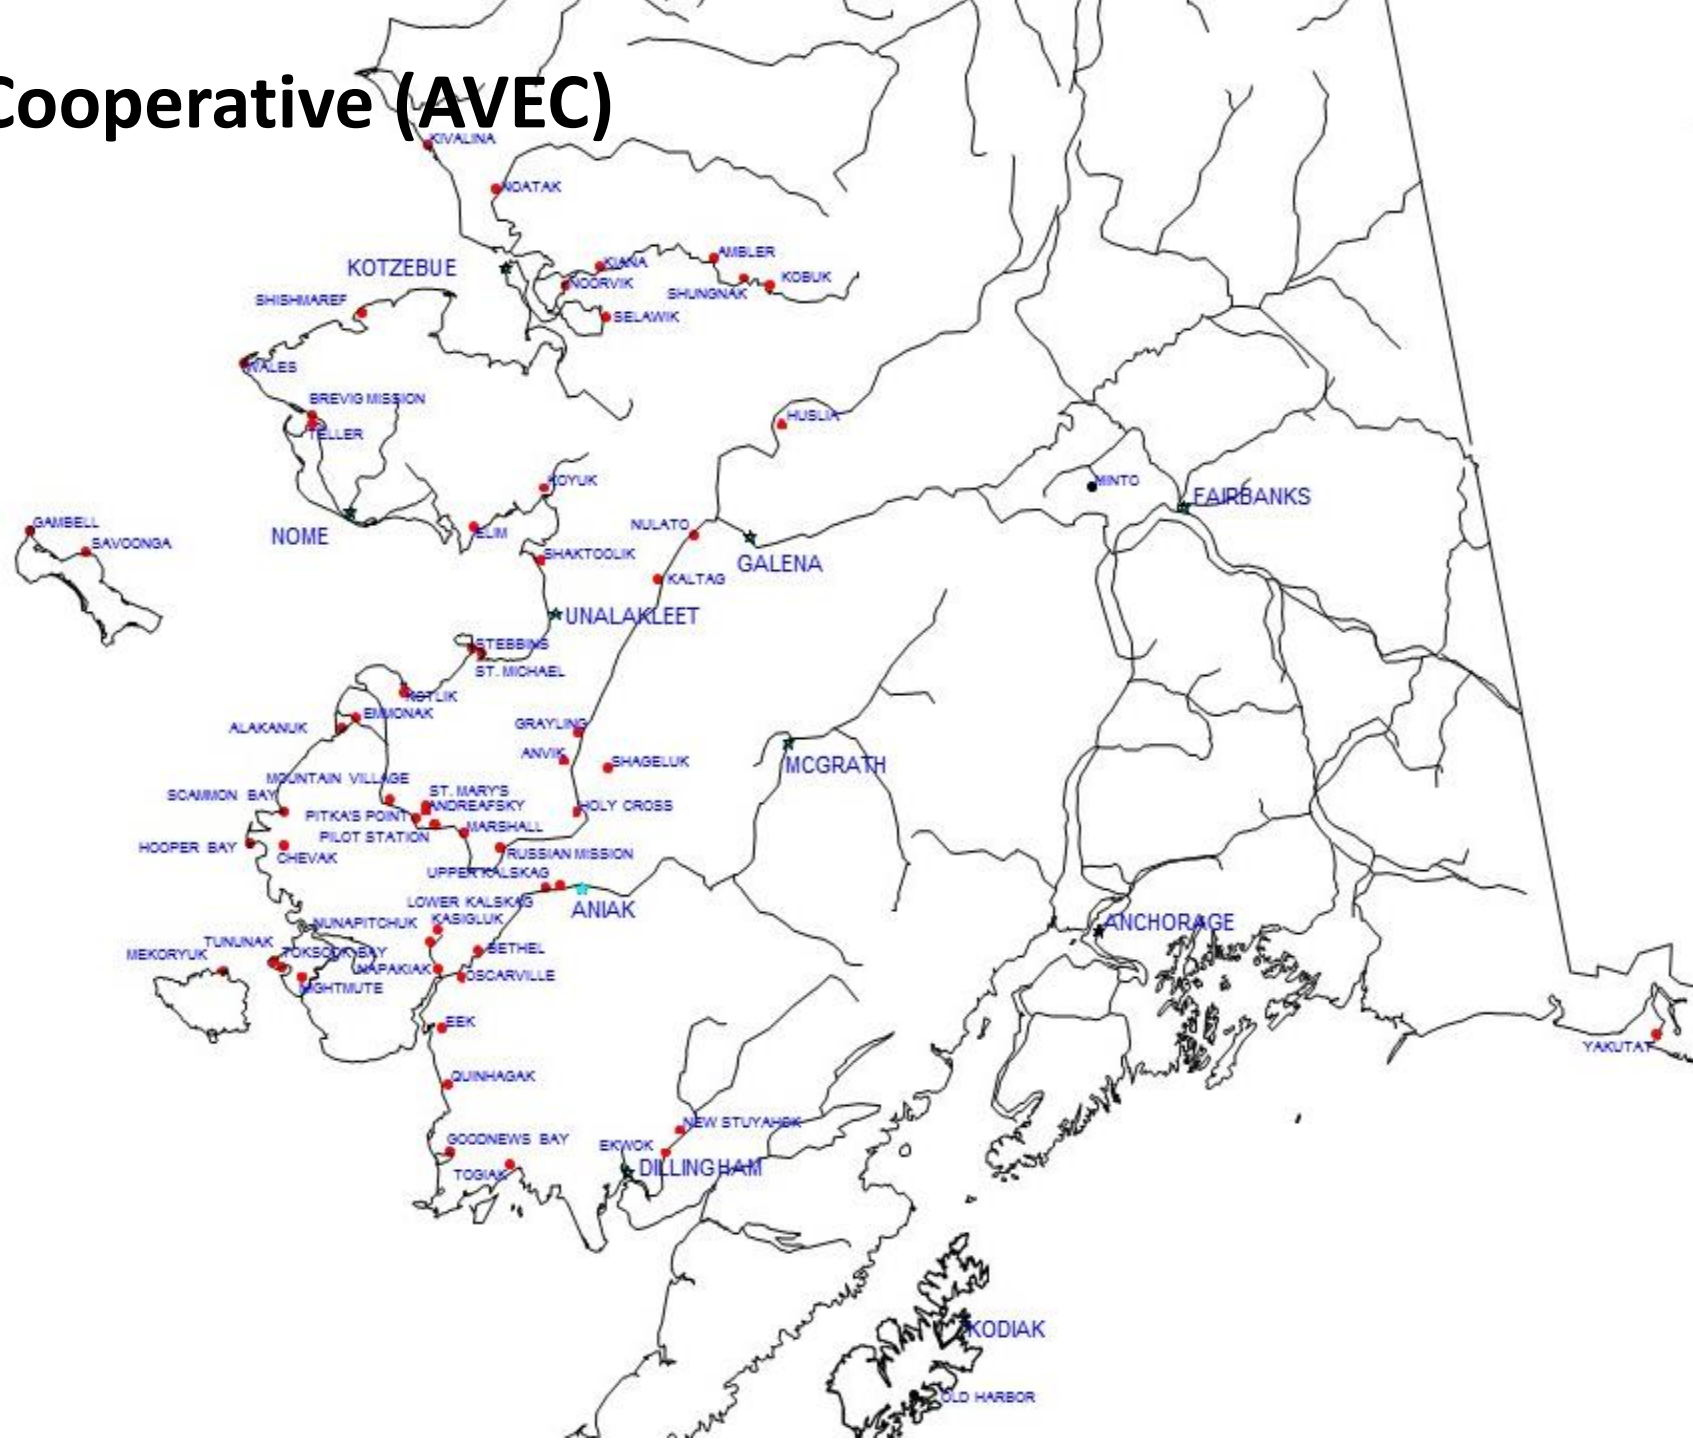 Cooperative (AVEC)
KIVALINA
NOATAK
KOTZEBUE
KIANA
AMBLER
NOORVIK
SHUNGNAK
KOBUK
SHISHMAREF
SELAWIK
WALES
BREVIG MISSION
TELLER
HUSLIA
KOYUK
MINTO
FAIRBANKS
GAMBELL
SAVOONGA
NOME
ELIM
NULATO
SHAKTOOLIK
GALENA
KALTAG
UNALAKLEET
STEBBINS
ST. MICHAEL
KOTLIK
EMMONAK
ALAKANUK
GRAYLING
ANVIK
SHAGELUK
MCGRATH
MOUNTAIN VILLAGE
SCAMMON BAY
ST. MARY'S
ANDREAFSKY
HOLY CROSS
PITKA'S POINT
PILOT STATION
MARSHALL
HOOPER BAY
CHEVAK
RUSSIAN MISSION
UPPER KALSKAG
LOWER KALSKAG
ANIAK
NUNAPITCHUK
KASIGLUK
ANCHORAGE
MEKORYUK
TUNUNAK
TOKSOOK BAY
BETHEL
NAPAKIAK
OSCARVILLE
NIGHTMUTE
EEK
YAKUTAT
QUINHAGAK
NEW STUYAHOK
GOODNEWS BAY
EKWOK
TOGIAK
DILLINGHAM
KODIAK
OLD HARBOR